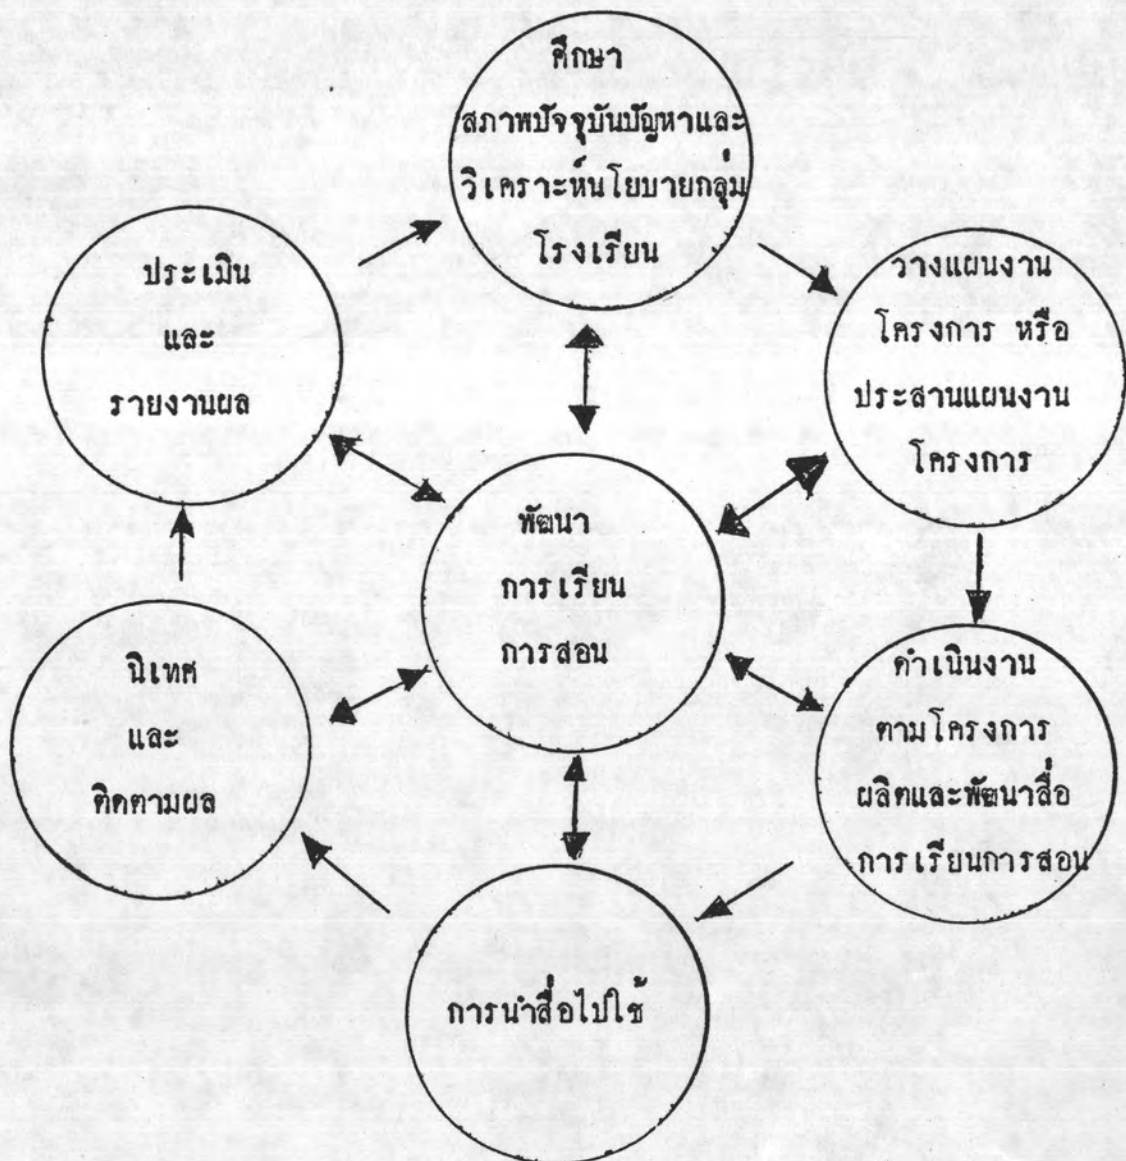 ศึกษา
สภาพปัจจุบันปัญหาและ
วิเคราะห์นโยบายกลุ่ม
โรงเรียน
วางแผนงาน
โครงการ หรือ
ประสานแผนงาน
โครงการ
ดำเนินงาน
ตามโครงการ
ผลิตและพัฒนาสื่อ
การเรียนการสอน
การนำสื่อไปใช้
นิเทศ
และ
ติดตามผล
ประเมิน
และ
รายงานผล
พัฒนา
การเรียน
การสอน